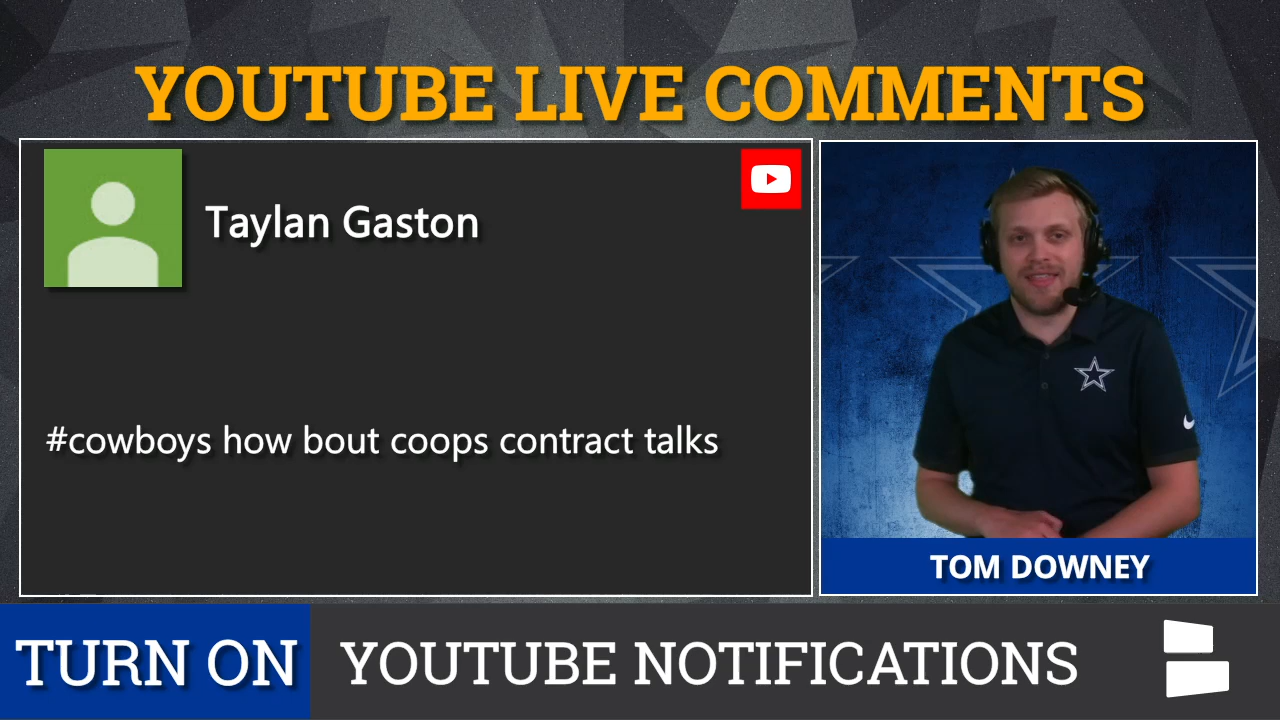 YOUTUBE LIVE COMMENTS
Taylan Gaston
#cowboys how bout coops contract talks
TOM DOWNEY
TURN ON YOUTUBE NOTIFICATIONS